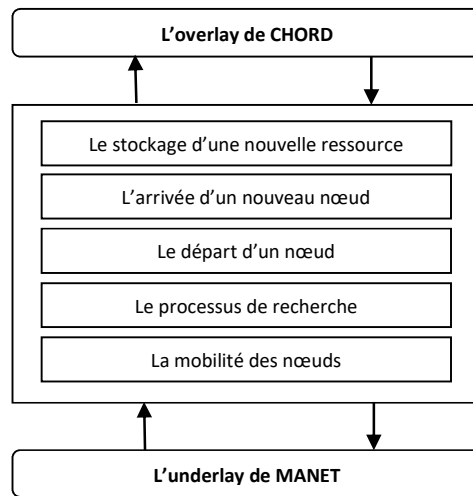 L’overlay de CHORD
Le stockage d’une nouvelle ressource
L’arrivée d’un nouveau nœud
Le départ d’un nœud
Le processus de recherche
La mobilité des nœuds
L’underlay de MANET